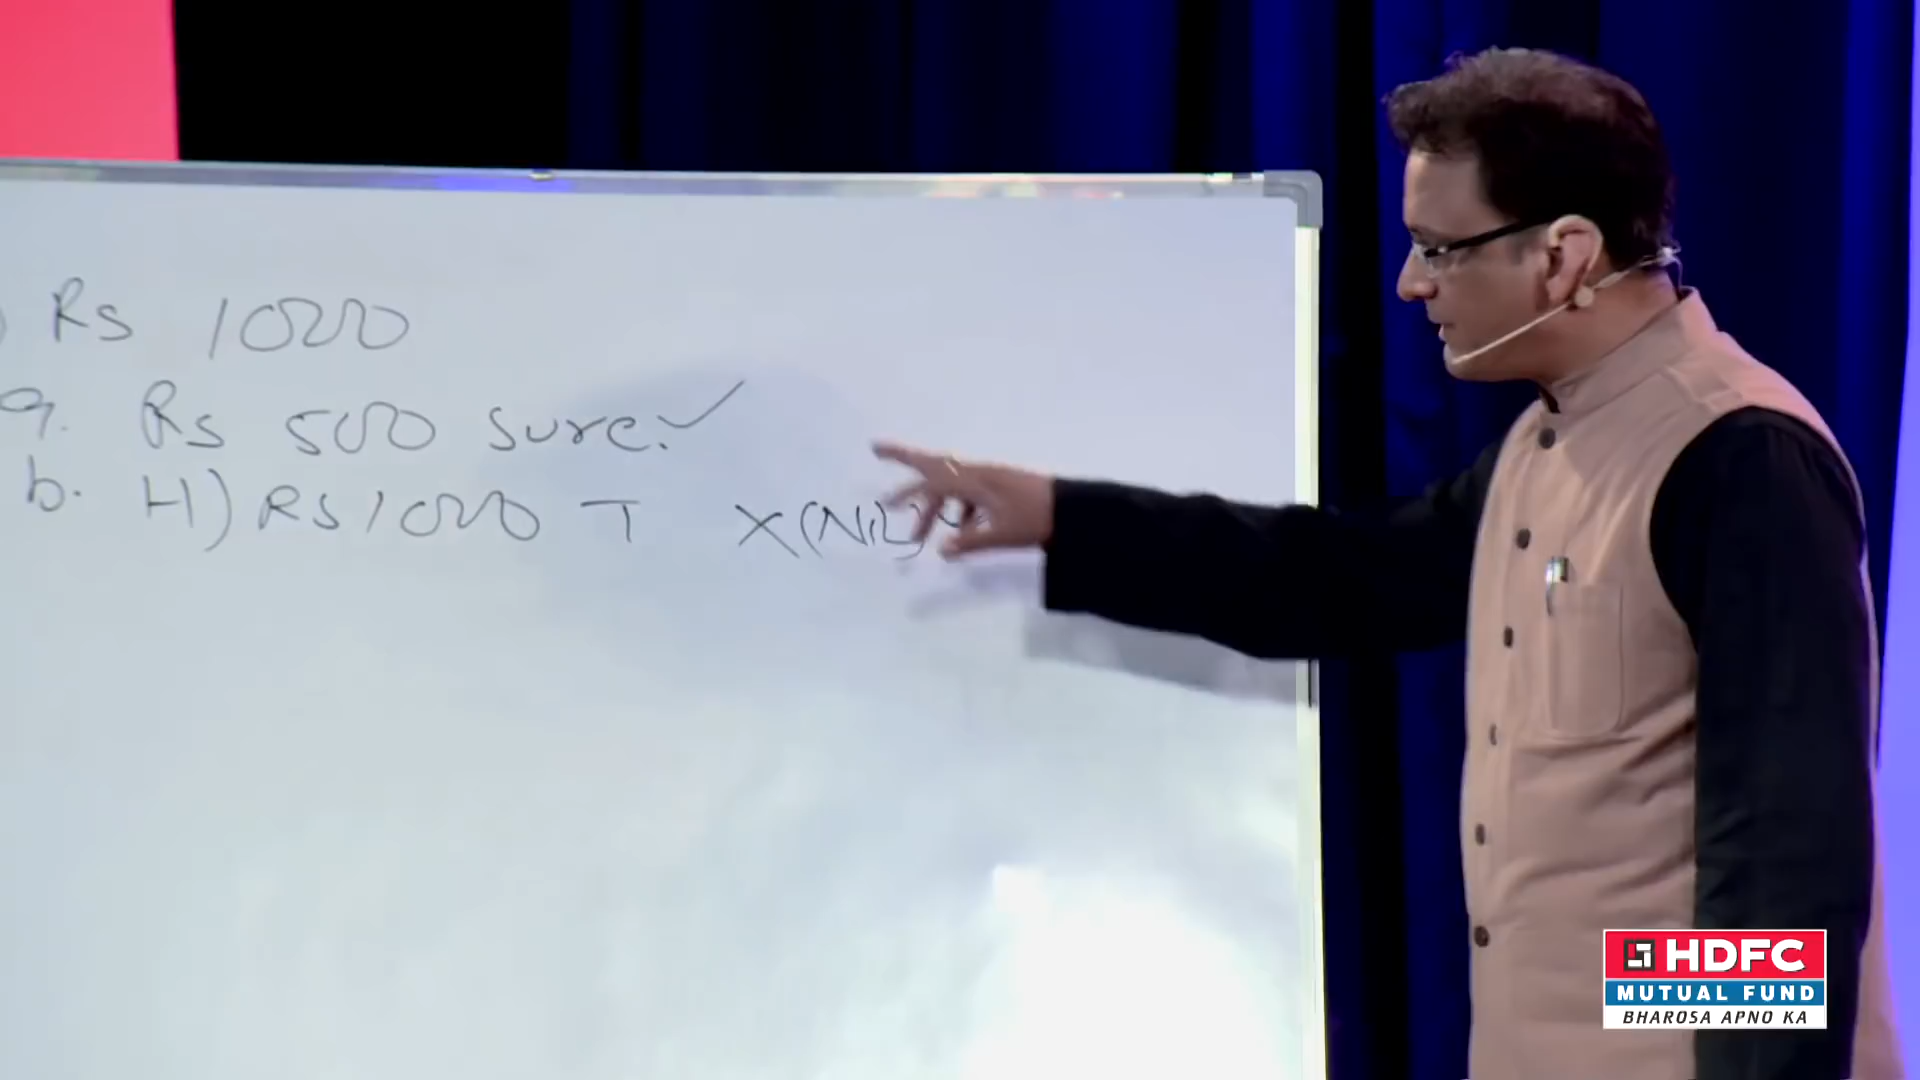 ) Rs 1000
a. Rs 500 sure. ✓
b. H) Rs 1000 T X(NIL)
HDFC
MUTUAL FUND
BHAROSA APNO KA